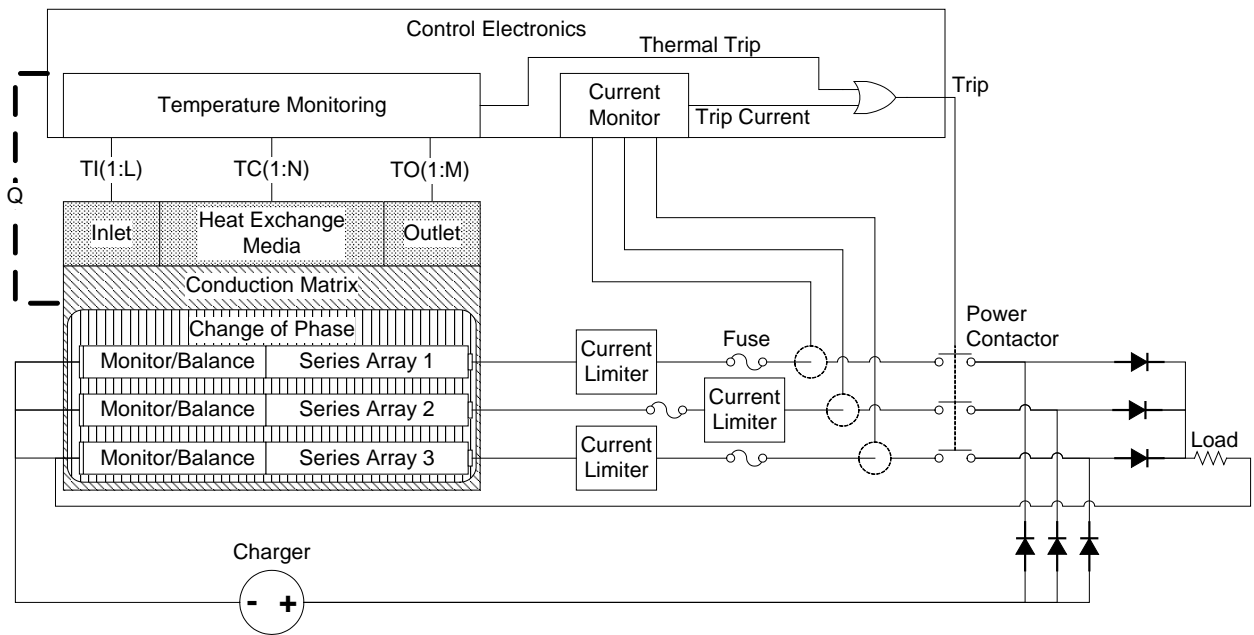 Control Electronics
Thermal Trip
Temperature Monitoring
Current
Monitor
Trip
Trip Current
TI(1:L)
TC(1:N)
TO(1:M)
Q
Inlet
Heat Exchange
Media
Outlet
Conduction Matrix
Change of Phase
Power
Contactor
Fuse
Monitor/Balance
Series Array 1
Current
Limiter
Monitor/Balance
Series Array 2
Current
Limiter
Monitor/Balance
Series Array 3
Current
Limiter
Load
Charger
- +